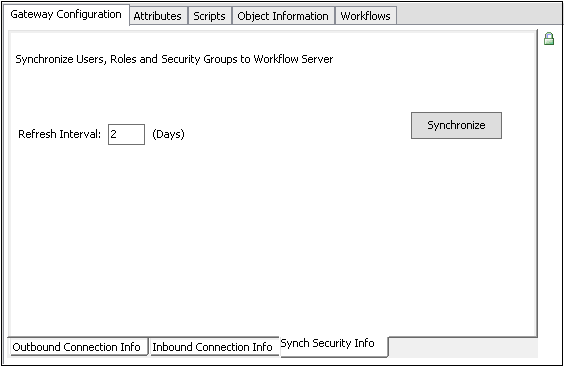 Gateway Configuration Attributes Scripts Object Information Workflows
Synchronize Users, Roles and Security Groups to Workflow Server
Refresh Interval: 2 (Days) Synchronize
Outbound Connection Info Inbound Connection Info Synch Security Info